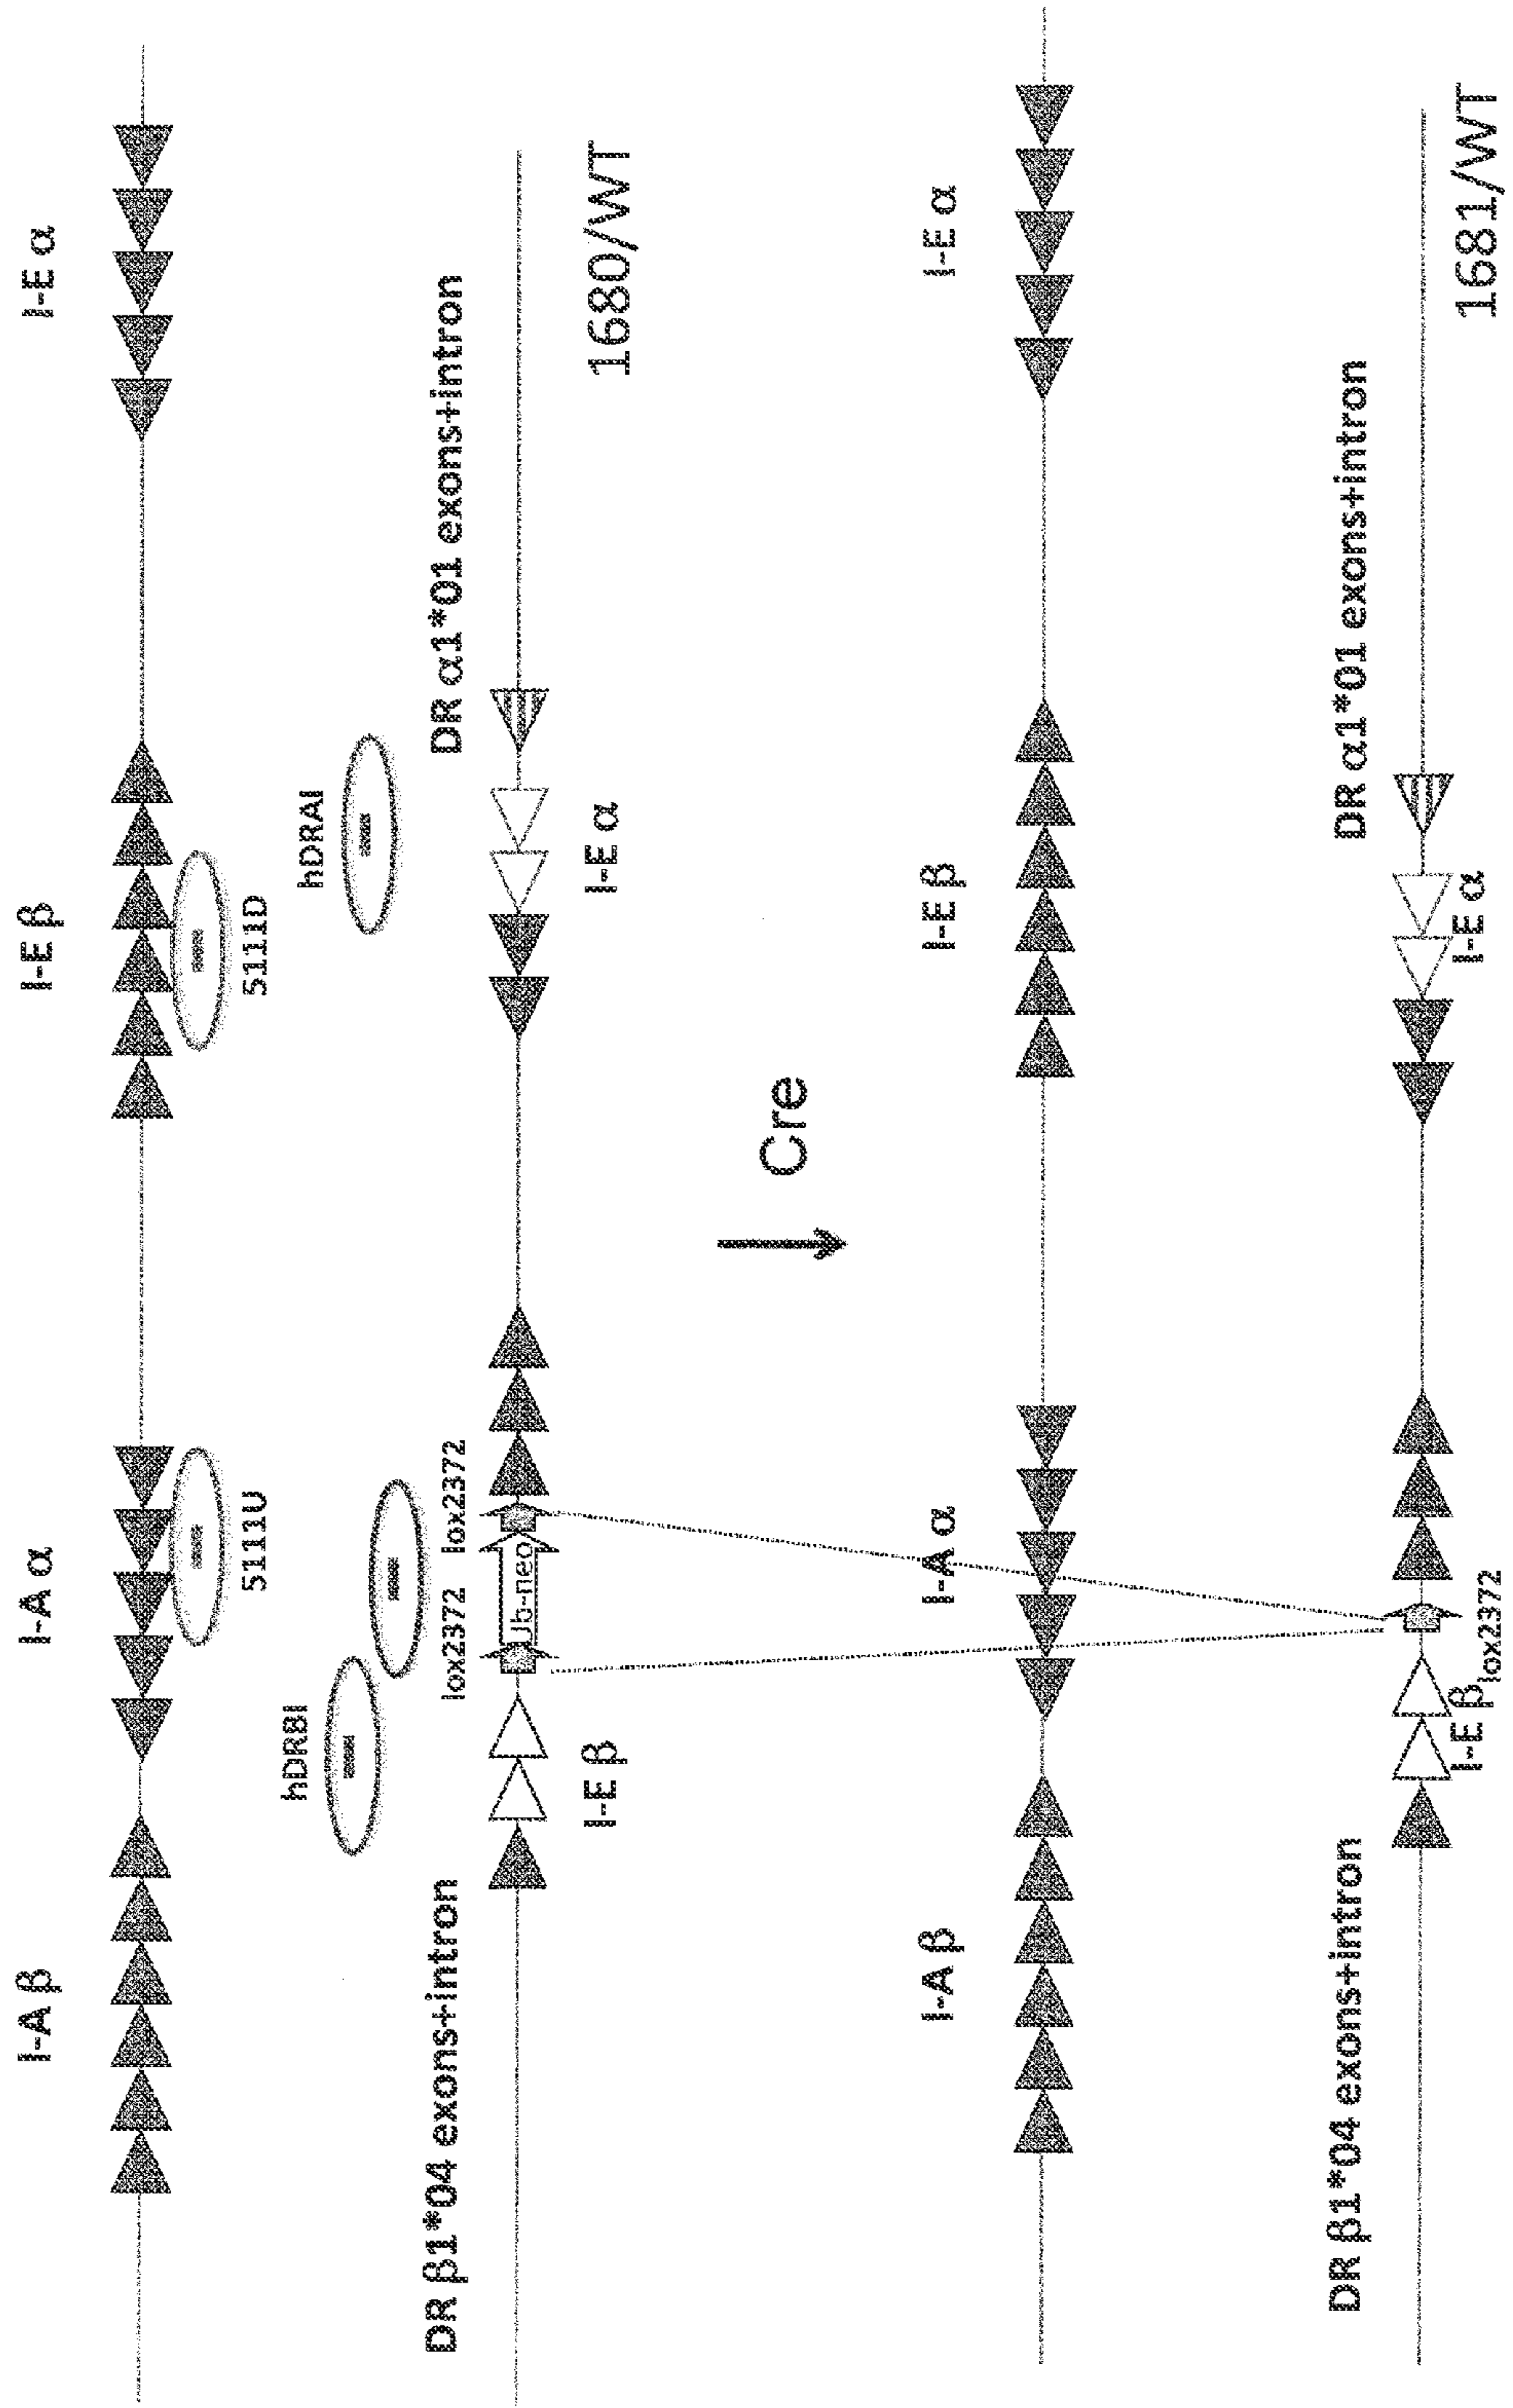 I-A β
I-A α
I-E β
I-E α
5111U
5111D
hDRBI
hDRAI
DR β1*04 exons+intron
lox2372
lox2372
DR α1*01 exons+intron
Ub-neo
I-E β
I-E α
1680/WT
Cre
I-A β
I-A α
I-E β
I-E α
DR β1*04 exons+intron
DR α1*01 exons+intron
I-E β
lox2372
I-E α
1681/WT